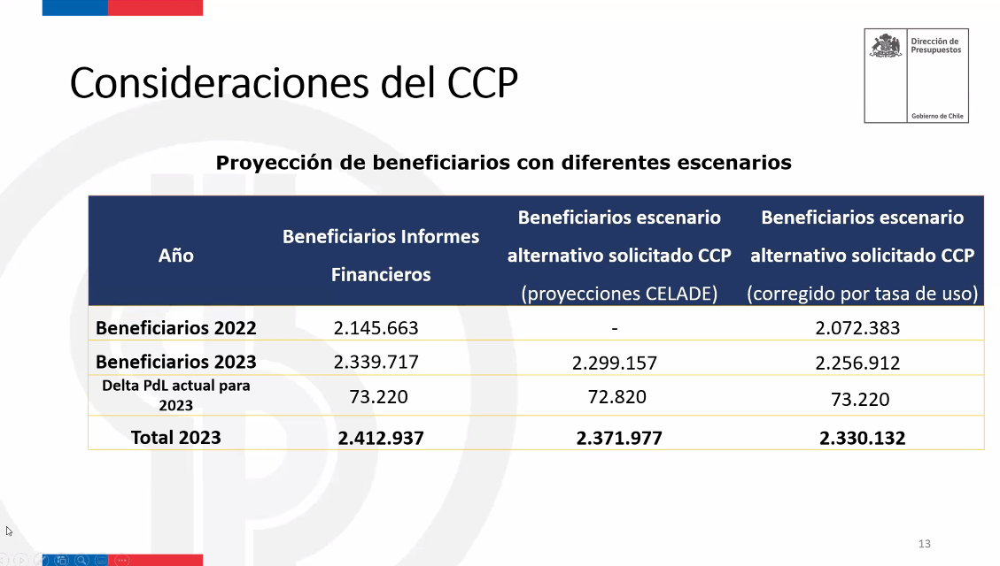 Dirección de
Presupuestos
Gobierno de Chile
Consideraciones del CCP
Proyección de beneficiarios con diferentes escenarios
Año
Beneficiarios Informes
Financieros
Beneficiarios escenario
alternativo solicitado CCP
(proyecciones CELADE)
Beneficiarios escenario
alternativo solicitado CCP
(corregido por tasa de uso)
Beneficiarios 2022
2.145.663
-
2.072.383
Beneficiarios 2023
2.339.717
2.299.157
2.256.912
Delta PdL actual para
2023
73.220
72.820
73.220
Total 2023
2.412.937
2.371.977
2.330.132
13